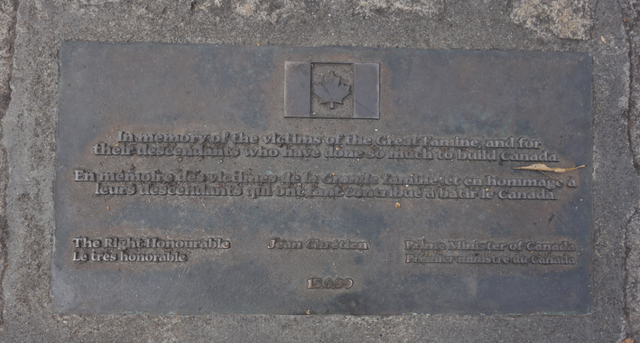 In memory of the victims of the Great Famine, and for
their descendants who have done so much to build Canada
En mémoire des victimes de la Grande Famine et en hommage à
leurs descendants qui ont tant contribué à bâtir le Canada
The Right Honourable Jean Chrétien Prime Minister of Canada
Le très honorable Premier ministre du Canada